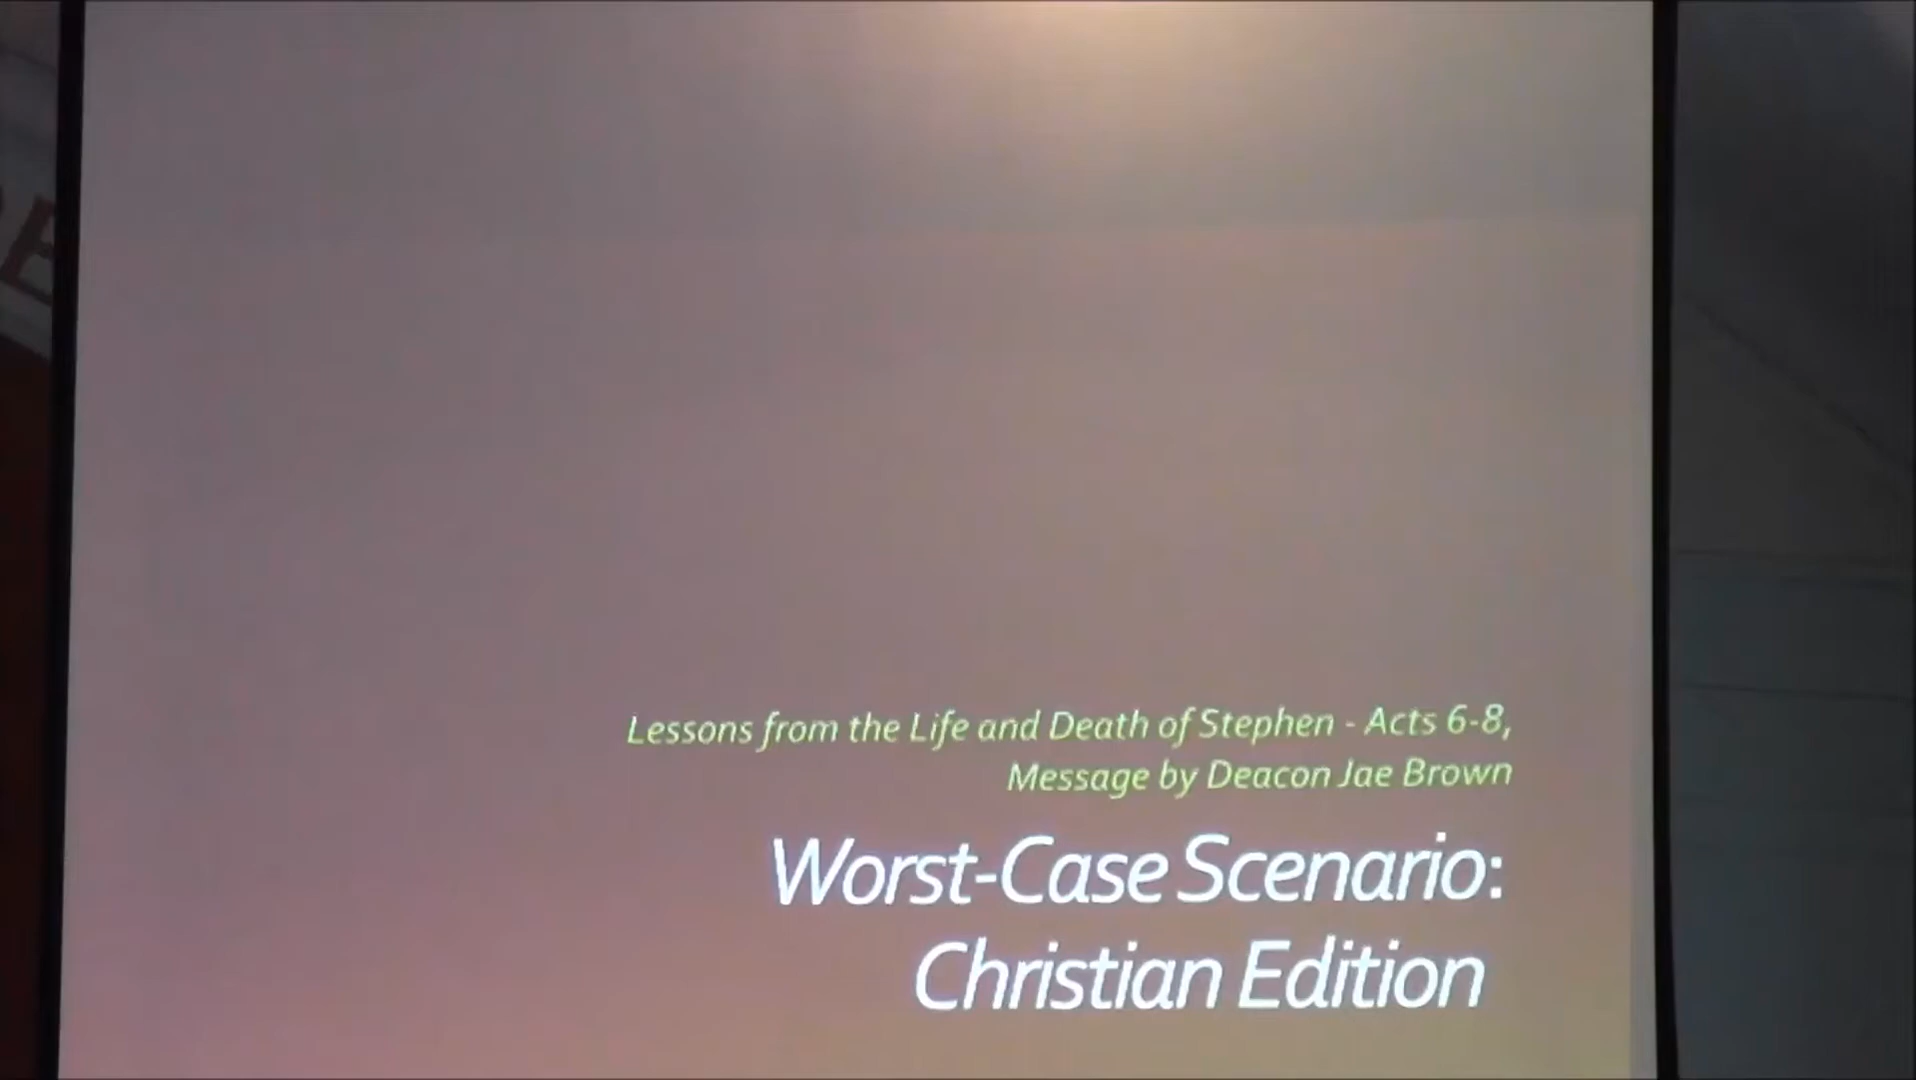 Lessons from the Life and Death of Stephen - Acts 6-8,
Message by Deacon Jae Brown
Worst-Case Scenario:
Christian Edition